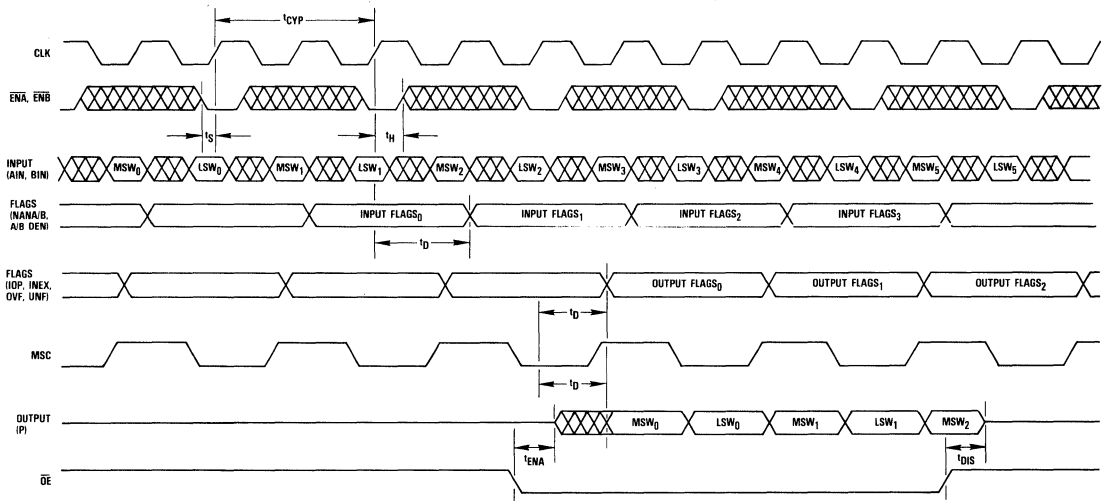 tCYP
CLK
ENA, ENB
tS
tH
INPUT
(AIN, BIN)
MSW0 LSW0 MSW1 LSW1 MSW2 LSW2 MSW3 LSW3 MSW4 LSW4 MSW5 LSW5
FLAGS
(NANA/B,
A/B DEN)
INPUT FLAGS0 INPUT FLAGS1 INPUT FLAGS2 INPUT FLAGS3
tD
FLAGS
(IOP, INEX,
OVF, UNF)
OUTPUT FLAGS0 OUTPUT FLAGS1 OUTPUT FLAGS2
tD
MSC
tD
OUTPUT
(P)
MSW0 LSW0 MSW1 LSW1 MSW2
tENA
tDIS
OE